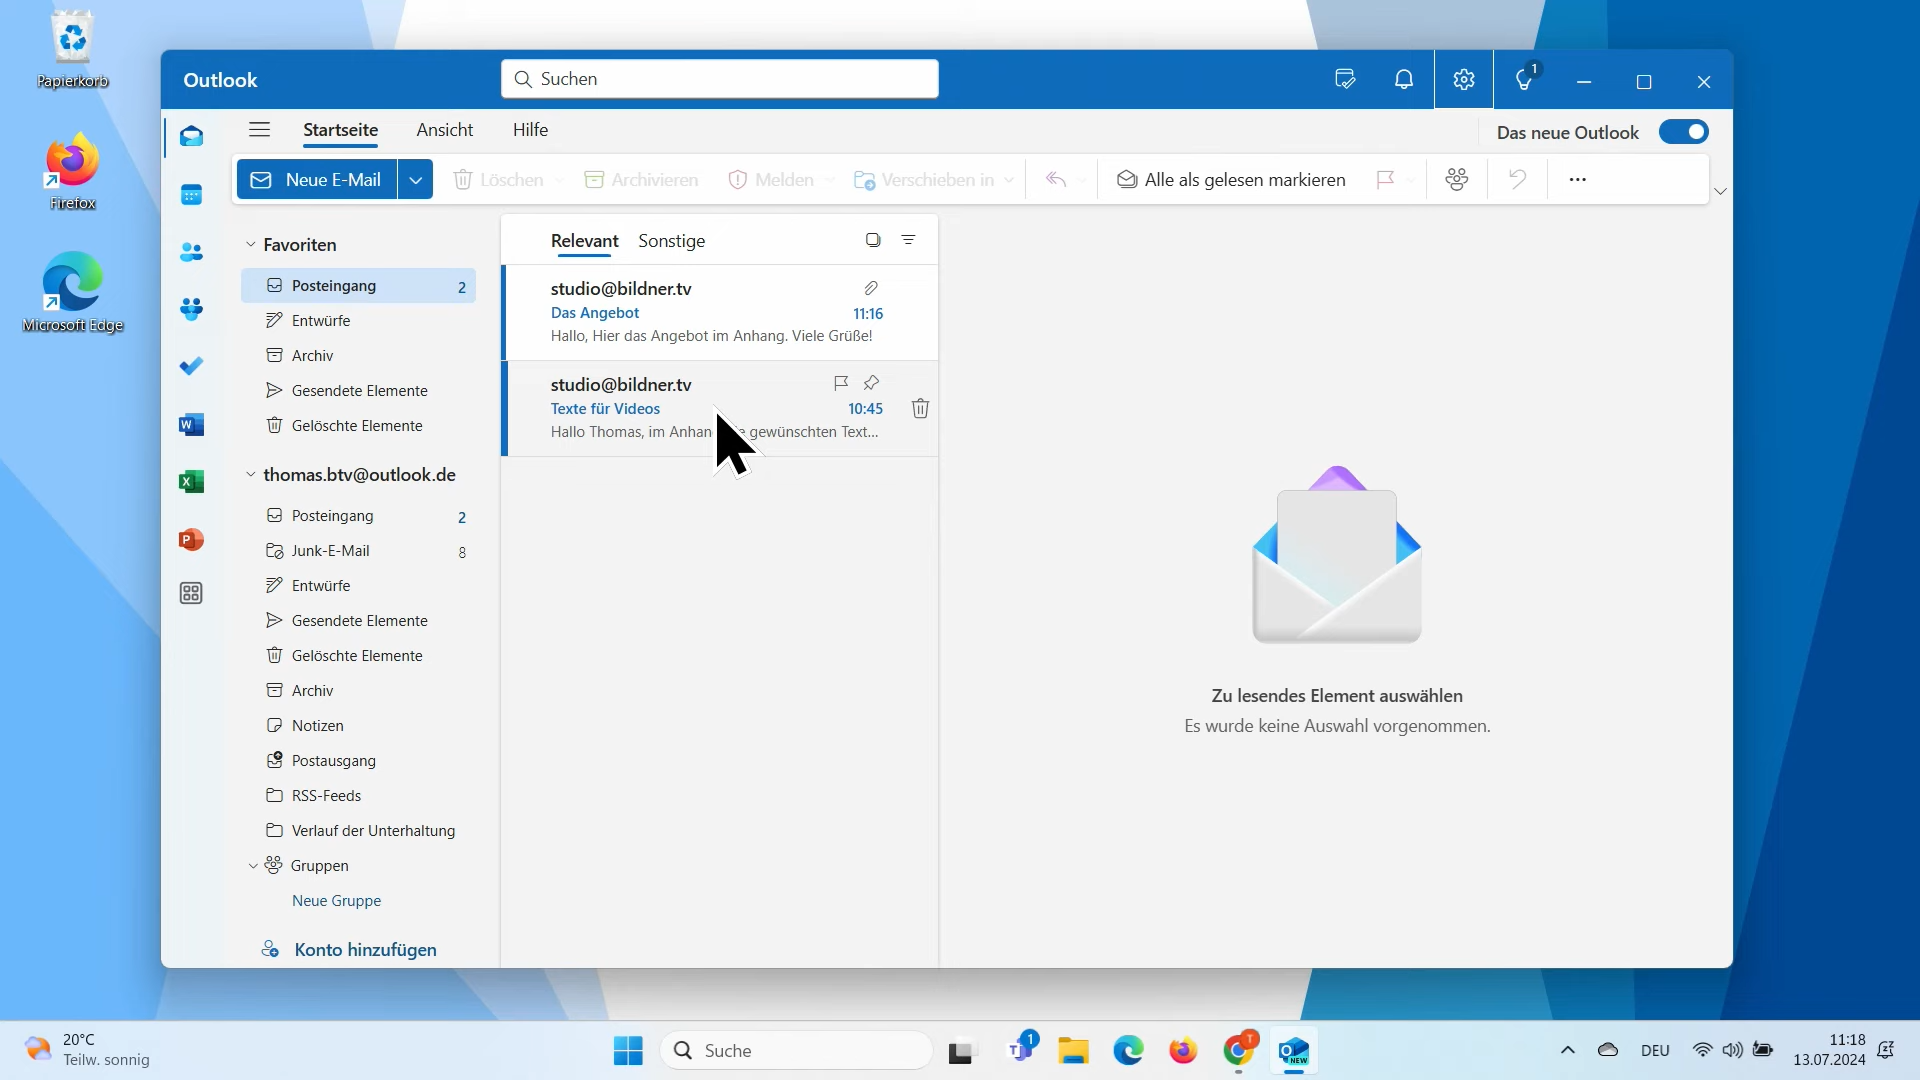 Papierkorb
Firefox
Microsoft Edge
Outlook
Suchen
1
Startseite
Ansicht
Hilfe
Das neue Outlook
Neue E-Mail
Löschen
Archivieren
Melden
Verschieben in
Alle als gelesen markieren
Favoriten
Posteingang 2
Entwürfe
Archiv
Gesendete Elemente
Gelöschte Elemente
thomas.btv@outlook.de
Posteingang 2
Junk-E-Mail 8
Entwürfe
Gesendete Elemente
Gelöschte Elemente
Archiv
Notizen
Postausgang
RSS-Feeds
Verlauf der Unterhaltung
Gruppen
Neue Gruppe
Konto hinzufügen
Relevant Sonstige
studio@bildner.tv
Das Angebot 11:16
Hallo, Hier das Angebot im Anhang. Viele Grüße!
studio@bildner.tv
Texte für Videos 10:45
Hallo Thomas, im gewünschten Text...
Zu lesendes Element auswählen
Es wurde keine Auswahl vorgenommen.
20°C
Teilw. sonnig
Suche
1
T
NEW
DEU
11:18
13.07.2024